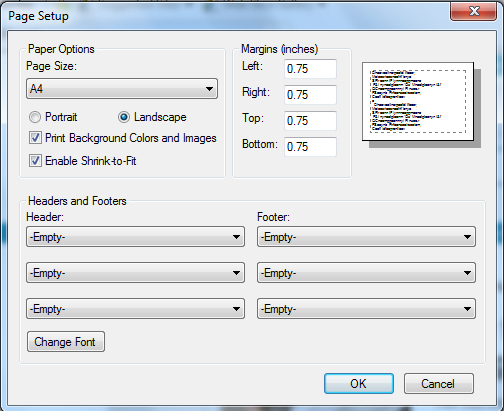 Page Setup
Paper Options
Page Size:
A4
Portrait
Landscape
Print Background Colors and Images
Enable Shrink-to-Fit
Margins (inches)
Left:
0.75
Right:
0.75
Top:
0.75
Bottom:
0.75
Headers and Footers
Header:
Footer:
-Empty-
-Empty-
-Empty-
-Empty-
-Empty-
-Empty-
Change Font
OK
Cancel